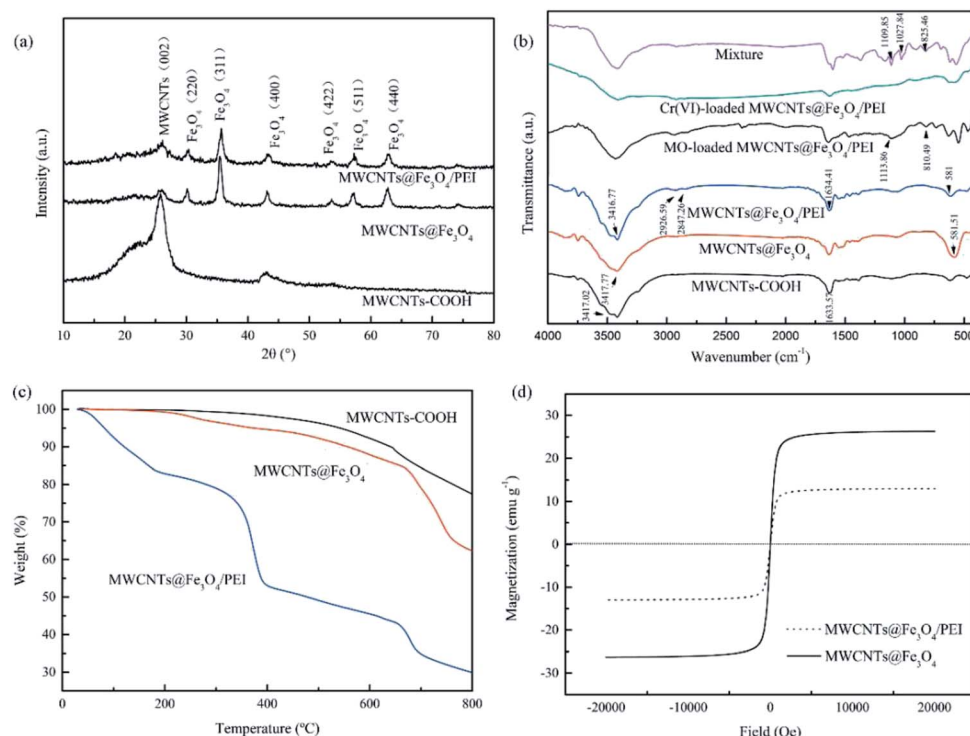 (a)
MWCNTs (002)
Fe₃O₄ (220)
Fe₃O₄ (311)
Fe₃O₄ (400)
Fe₃O₄ (422)
Fe₃O₄ (511)
Fe₃O₄ (440)
MWCNTs@Fe₃O₄/PEI
MWCNTs@Fe₃O₄
MWCNTs-COOH
Intensity (a.u.)
10 20 30 40 50 60 70 80
2θ (°)
(b)
1109.85
1027.84
825.46
Mixture
Cr(VI)-loaded MWCNTs@Fe₃O₄/PEI
MO-loaded MWCNTs@Fe₃O₄/PEI
1113.86
810.49
3416.77
2926.59
2847.26
1634.41
581
MWCNTs@Fe₃O₄/PEI
MWCNTs@Fe₃O₄
581.51
3417.77
MWCNTs-COOH
3417.02
1633.57
Transmittance (a.u.)
4000 3500 3000 2500 2000 1500 1000 500
Wavenumber (cm⁻¹)
(c)
100
90
80
70
60
50
40
30
MWCNTs-COOH
MWCNTs@Fe₃O₄
MWCNTs@Fe₃O₄/PEI
Weight (%)
0 200 400 600 800
Temperature (ºC)
(d)
30
20
10
0
-10
-20
-30
Magnetization (emu g⁻¹)
MWCNTs@Fe₃O₄/PEI
MWCNTs@Fe₃O₄
-20000 -10000 0 10000 20000
Field (Oe)